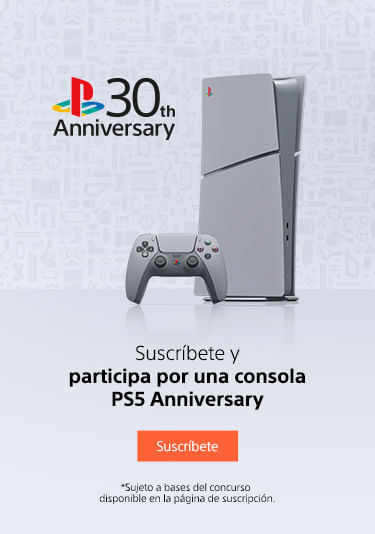 30th
Anniversary
Suscríbete y
participa por una consola
PS5 Anniversary
Suscríbete
*Sujeto a bases del concurso
disponible en la página de suscripción.